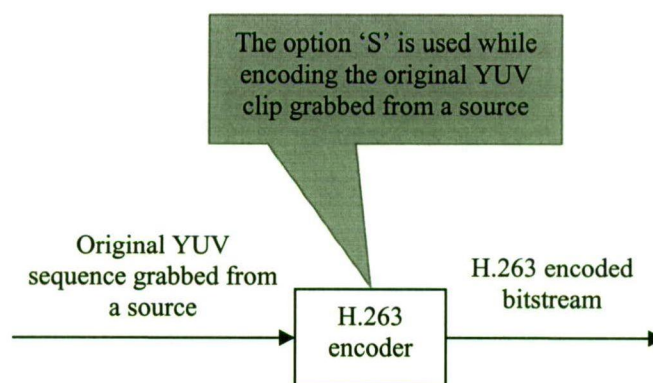 The option ‘S’ is used while
encoding the original YUV
clip grabbed from a source
Original YUV
sequence grabbed from
a source
H.263
encoder
H.263 encoded
bitstream